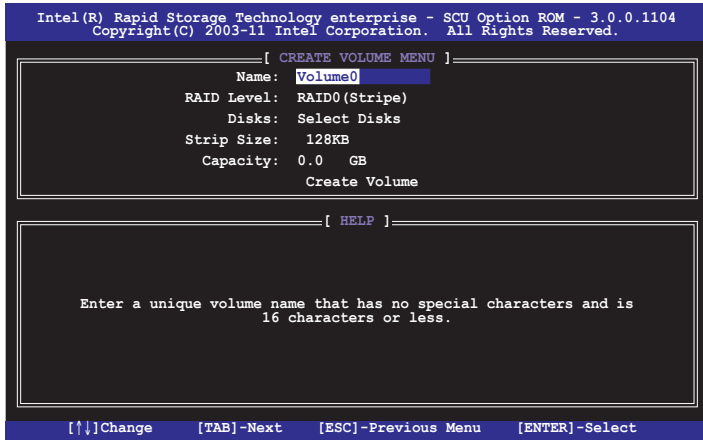 Intel(R) Rapid Storage Technology enterprise - SCU Option ROM - 3.0.0.1104
Copyright(C) 2003-11 Intel Corporation. All Rights Reserved.
[ CREATE VOLUME MENU ]
Name: Volume0
RAID Level: RAID0(Stripe)
Disks: Select Disks
Strip Size: 128KB
Capacity: 0.0 GB
Create Volume
[ HELP ]
Enter a unique volume name that has no special characters and is
16 characters or less.
[↑↓]Change [TAB]-Next [ESC]-Previous Menu [ENTER]-Select